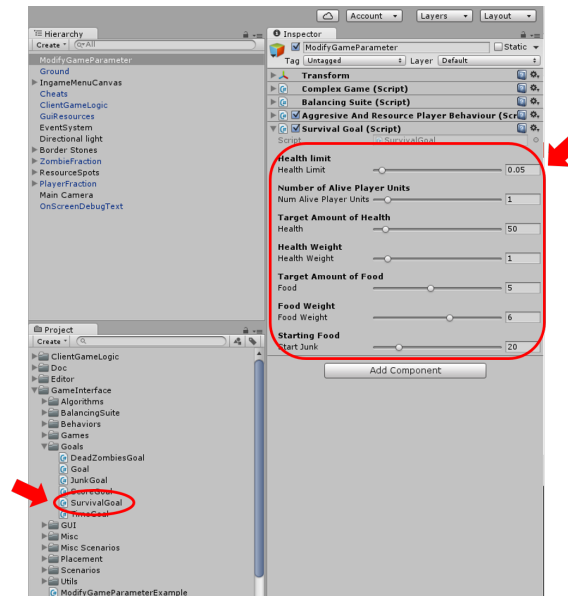 Account
Layers
Layout
Hierarchy
Create
All
ModifyGameParameter
Ground
IngameMenuCanvas
Cheats
ClientGameLogic
GuiResources
EventSystem
Directional light
Border Stones
ZombieFraction
ResourceSpots
PlayerFraction
Main Camera
OnScreenDebugText
Project
Create
ClientGameLogic
Doc
Editor
GameInterface
Algorithms
BalancingSuite
Behaviors
Games
Goals
DeadZombiesGoal
Goal
JunkGoal
ScoreGoal
SurvivalGoal
TimeGoal
GUI
Misc
Misc Scenarios
Placement
Scenarios
Utils
ModifyGameParameterExample
Inspector
ModifyGameParameter
Static
Tag Untagged Layer Default
Transform
Complex Game (Script)
Balancing Suite (Script)
Aggresive And Resource Player Behaviour (Scr
Survival Goal (Script)
Script SurvivalGoal
Health limit
Health Limit 0.05
Number of Alive Player Units
Num Alive Player Units 1
Target Amount of Health
Health 50
Health Weight
Health Weight 1
Target Amount of Food
Food 5
Food Weight
Food Weight 6
Starting Food
Start Junk 20
Add Component